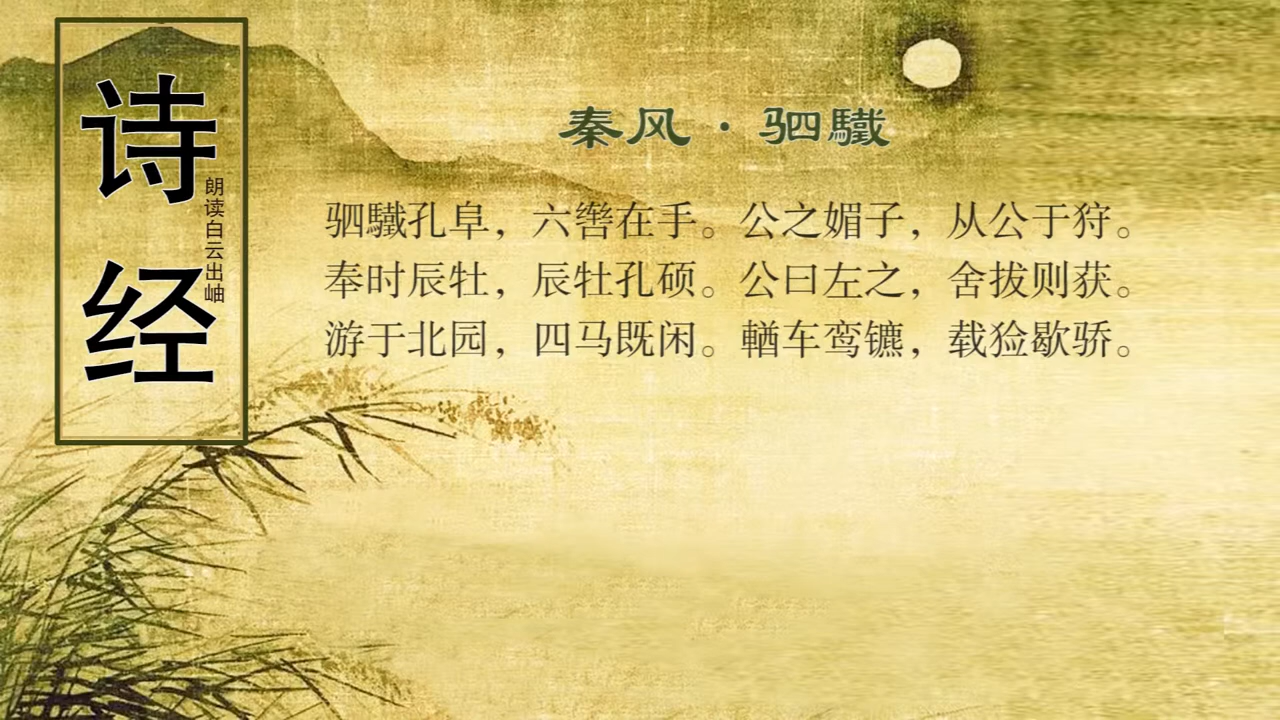 诗经
朗读白云出岫
秦风·驷驖
驷驖孔阜，六辔在手。公之媚子，从公于狩。
奉时辰牡，辰牡孔硕。公曰左之，舍拔则获。
游于北园，四马既闲。輶车鸾镳，载猃歇骄。